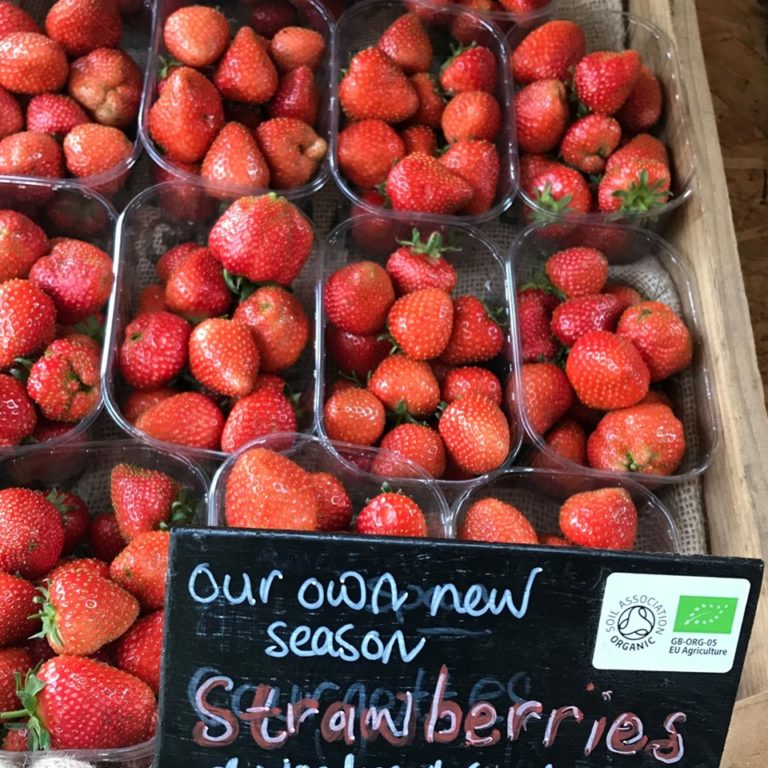 our own new
season
Strawberries
SOIL ASSOCIATION
ORGANIC
GB-ORG-05
EU Agriculture